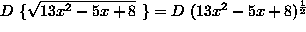 D {√(13x² − 5x + 8)} = D (13x² − 5x + 8)^(1/2)